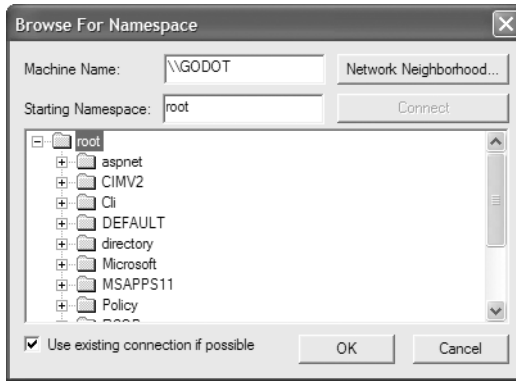 Browse For Namespace
Machine Name: \\GODOT Network Neighborhood...
Starting Namespace: root Connect
root
aspnet
CIMV2
Cli
DEFAULT
directory
Microsoft
MSAPPS11
Policy
Use existing connection if possible OK Cancel